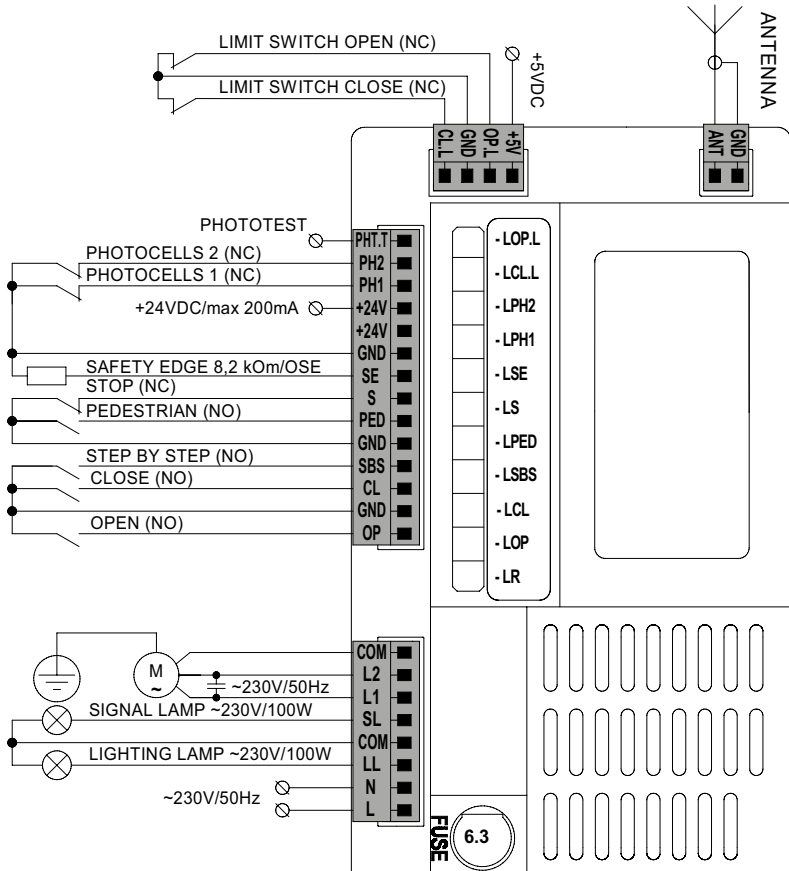 LIMIT SWITCH OPEN (NC)
LIMIT SWITCH CLOSE (NC)
+5VDC
ANTENNA
CL.L
GND
OP.L
+5V
ANT
GND
PHOTOTEST
PHOTOCELLS 2 (NC)
PHOTOCELLS 1 (NC)
+24VDC/max 200mA
SAFETY EDGE 8,2 kOm/OSE
STOP (NC)
PEDESTRIAN (NO)
STEP BY STEP (NO)
CLOSE (NO)
OPEN (NO)
PHT.T
PH2
PH1
+24V
+24V
GND
SE
S
PED
GND
SBS
CL
GND
OP
- LOP.L
- LCL.L
- LPH2
- LPH1
- LSE
- LS
- LPED
- LSBS
- LCL
- LOP
- LR
M
~
~230V/50Hz
SIGNAL LAMP ~230V/100W
LIGHTING LAMP ~230V/100W
~230V/50Hz
COM
L2
L1
SL
COM
LL
N
L
FUSE
6.3